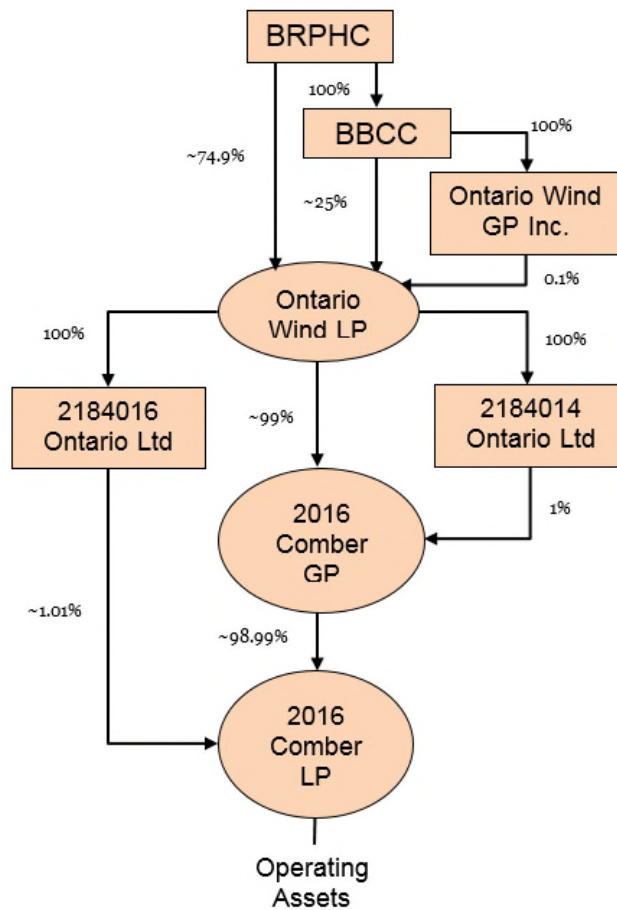 BRPHC
100%
BBCC
100%
~74.9%
~25%
Ontario Wind
GP Inc.
0.1%
Ontario
Wind LP
100%
100%
2184016
Ontario Ltd
~99%
2184014
Ontario Ltd
2016
Comber
GP
1%
~1.01%
~98.99%
2016
Comber
LP
Operating
Assets